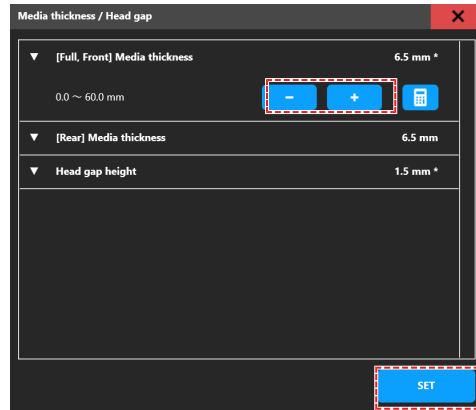 Media thickness / Head gap
▼ [Full, Front] Media thickness 6.5 mm *
0.0 ～ 60.0 mm - +
▼ [Rear] Media thickness 6.5 mm
▼ Head gap height 1.5 mm *
SET